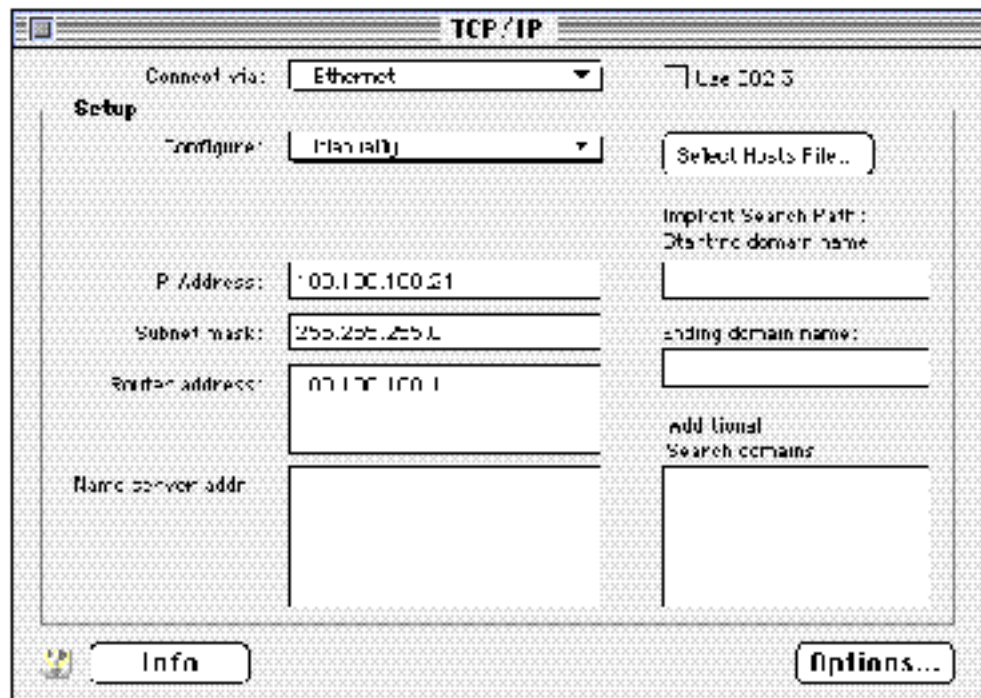 TCP/IP
Connect via: Ethernet Use 802.3
Setup
Configure: Manually Select Hosts File...
Implicit Search Path:
Starting domain name
IP Address: 100.100.100.21
Subnet mask: 255.255.255.0 Ending domain name:
Router address: 100.100.100.1
Additional
Search domains
Name server addr
Info Options...